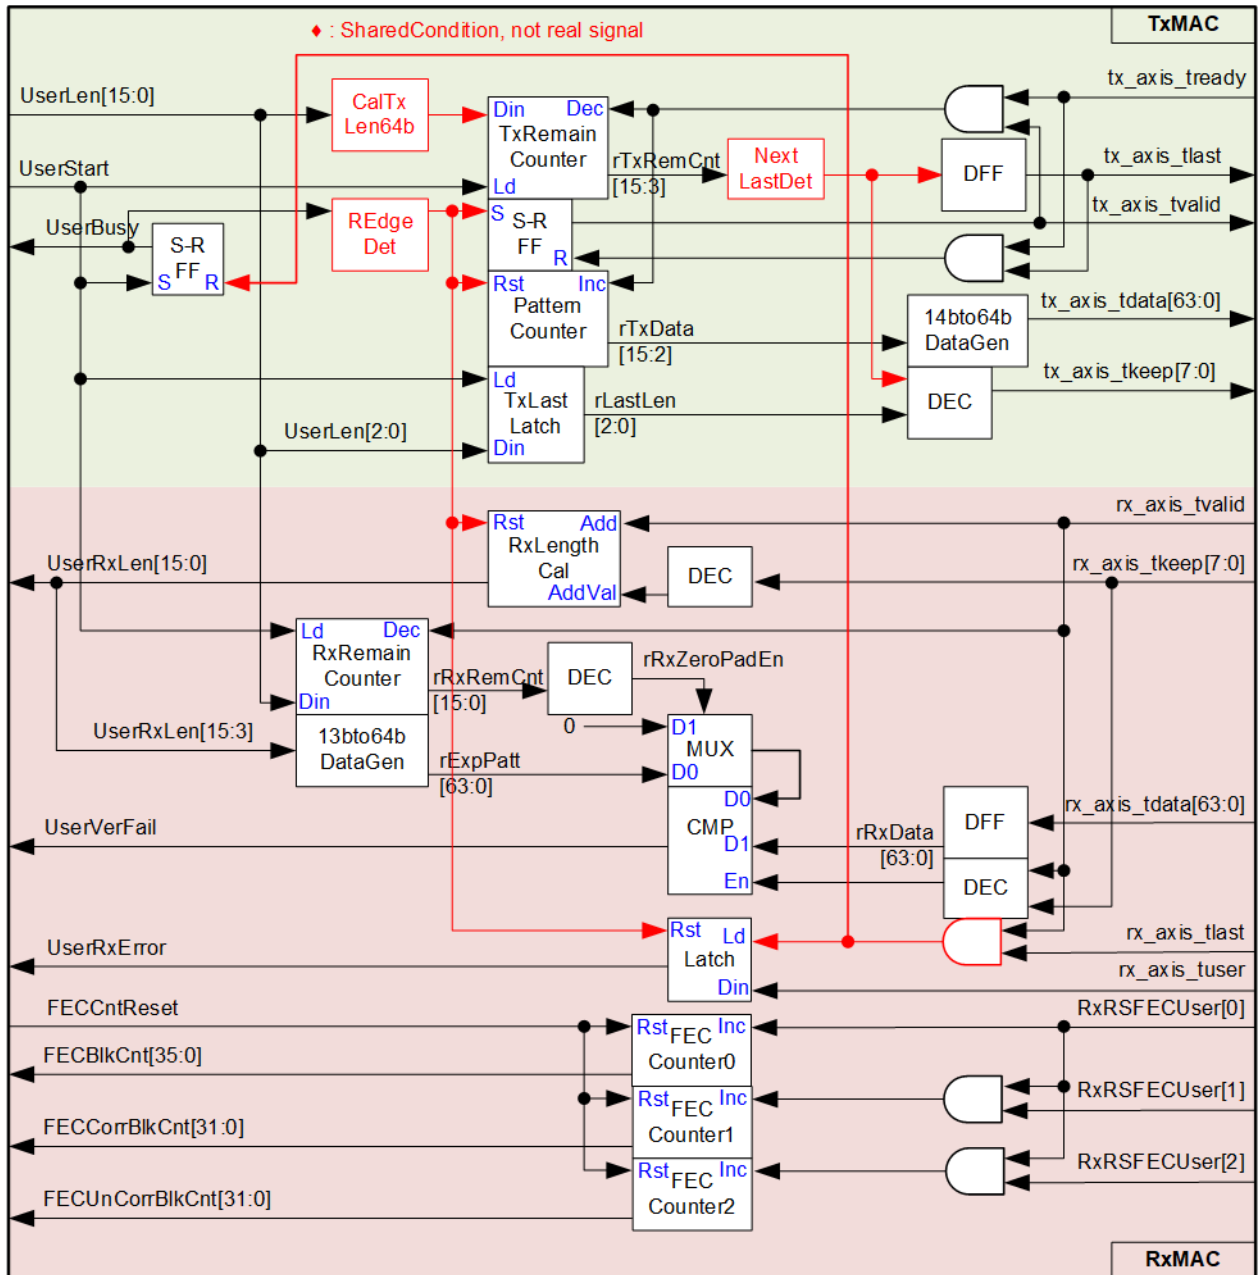 TxMAC
♦ : SharedCondition, not real signal
UserLen[15:0]
CalTx
Len64b
Din
Dec
TxRemain
Counter
Ld
rTxRemCnt
[15:3]
Next
LastDet
DFF
tx_axis_tready
tx_axis_tlast
tx_axis_tvalid
UserStart
UserBusy
S-R
FF
S
R
REdge
Det
S
S-R
FF
R
Rst
Inc
Pattern
Counter
rTxData
[15:2]
14bto64b
DataGen
tx_axis_tdata[63:0]
Ld
TxLast
Latch
Din
rLastLen
[2:0]
DEC
tx_axis_tkeep[7:0]
UserLen[2:0]
rx_axis_tvalid
Rst
Add
RxLength
Cal
AddVal
DEC
rx_axis_tkeep[7:0]
UserRxLen[15:0]
Ld
Dec
RxRemain
Counter
Din
rRxRemCnt
[15:0]
DEC
rRxZeroPadEn
0
D1
MUX
D0
UserRxLen[15:3]
13bto64b
DataGen
rExpPatt
[63:0]
D0
CMP
D1
En
rRxData
[63:0]
DFF
DEC
rx_axis_tdata[63:0]
UserVerFail
Rst
Ld
Latch
Din
rx_axis_tlast
rx_axis_tuser
UserRxError
FECCntReset
Rst
FEC
Inc
Counter0
RxRSFECUser[0]
FECBlkCnt[35:0]
Rst
FEC
Inc
Counter1
RxRSFECUser[1]
FECCorrBlkCnt[31:0]
Rst
FEC
Inc
Counter2
RxRSFECUser[2]
FECUnCorrBlkCnt[31:0]
RxMAC